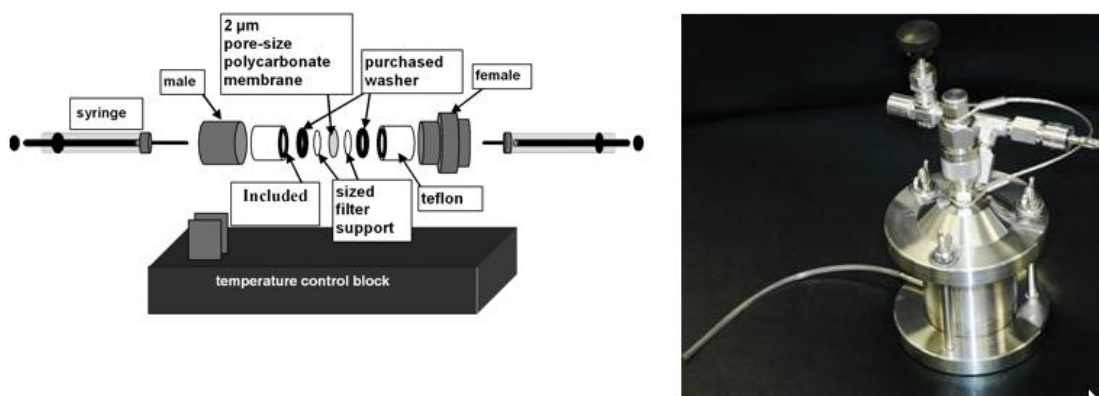 2 µm
pore-size
polycarbonate
membrane
purchased
washer
male
female
syringe
Included
sized
filter
support
teflon
temperature control block